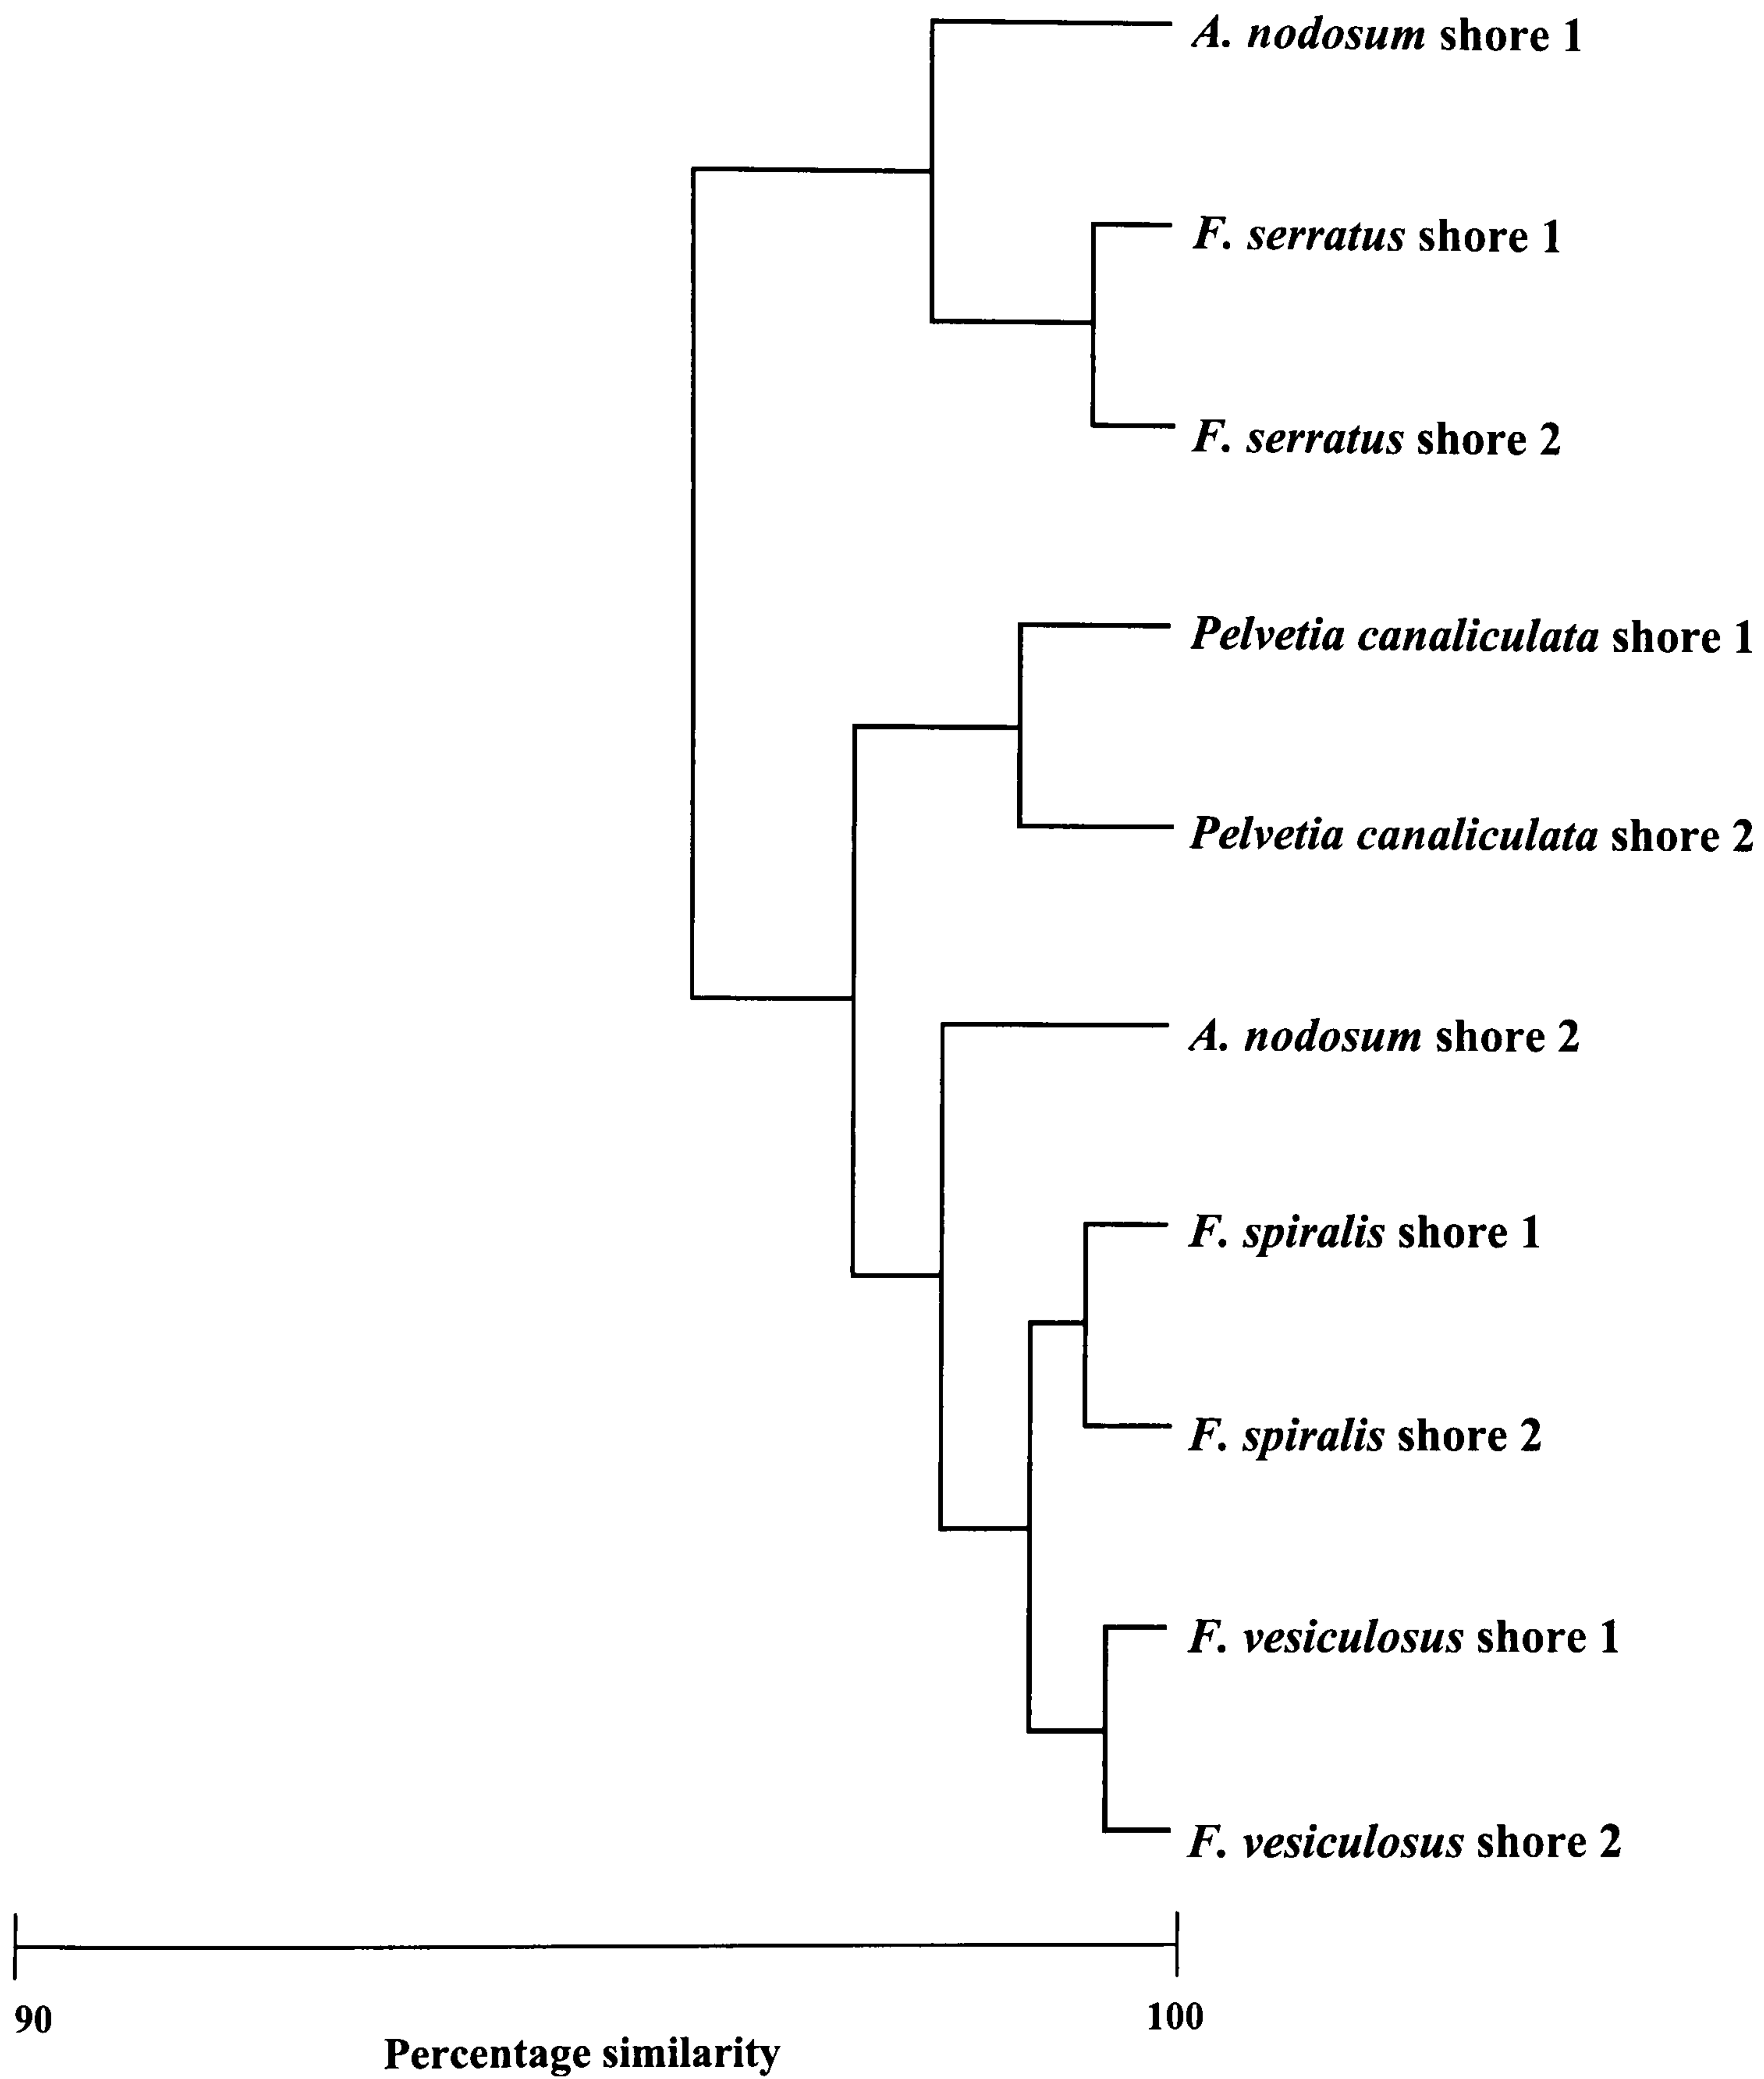 A. nodosum shore 1
F. serratus shore 1
F. serratus shore 2
Pelvetia canaliculata shore 1
Pelvetia canaliculata shore 2
A. nodosum shore 2
F. spiralis shore 1
F. spiralis shore 2
F. vesiculosus shore 1
F. vesiculosus shore 2
90 100
Percentage similarity